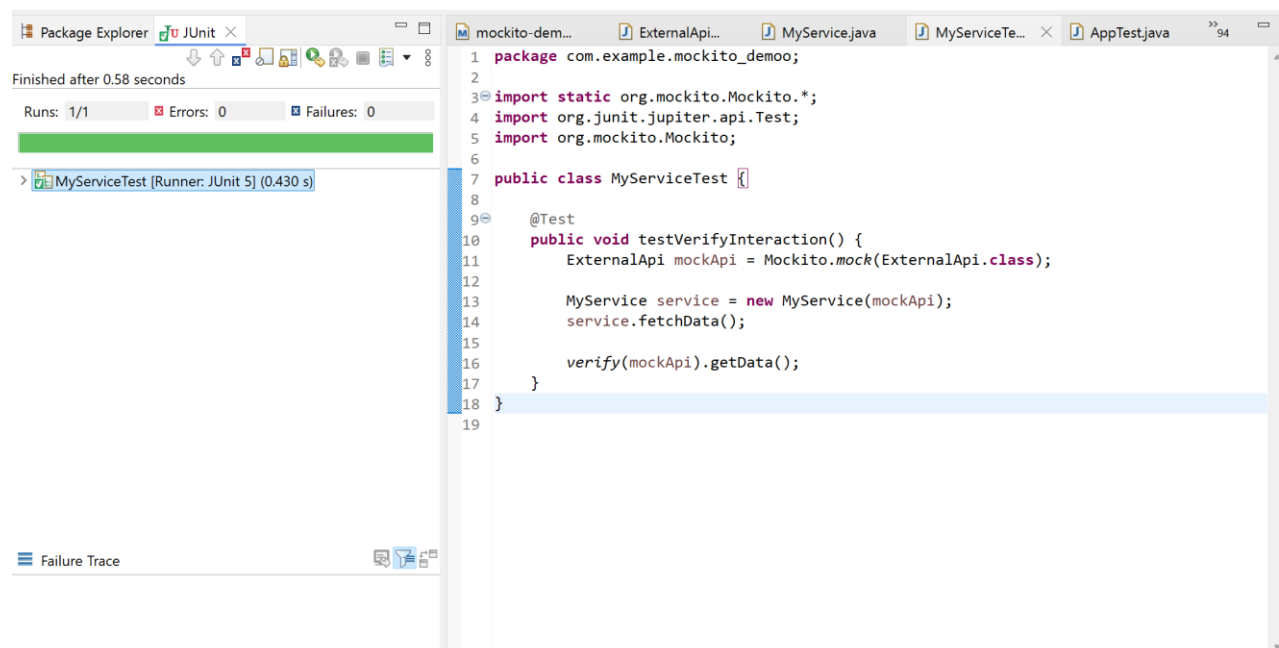 Package Explorer JUnit
Finished after 0.58 seconds
Runs: 1/1 Errors: 0 Failures: 0
MyServiceTest [Runner: JUnit 5] (0.430 s)
Failure Trace
mockito-dem... ExternalApi... MyService.java MyServiceTe... AppTest.java 94
1 package com.example.mockito_demoo;
2
3 import static org.mockito.Mockito.*;
4 import org.junit.jupiter.api.Test;
5 import org.mockito.Mockito;
6
7 public class MyServiceTest {
8
9 @Test
10 public void testVerifyInteraction() {
11 ExternalApi mockApi = Mockito.mock(ExternalApi.class);
12
13 MyService service = new MyService(mockApi);
14 service.fetchData();
15
16 verify(mockApi).getData();
17 }
18 }
19